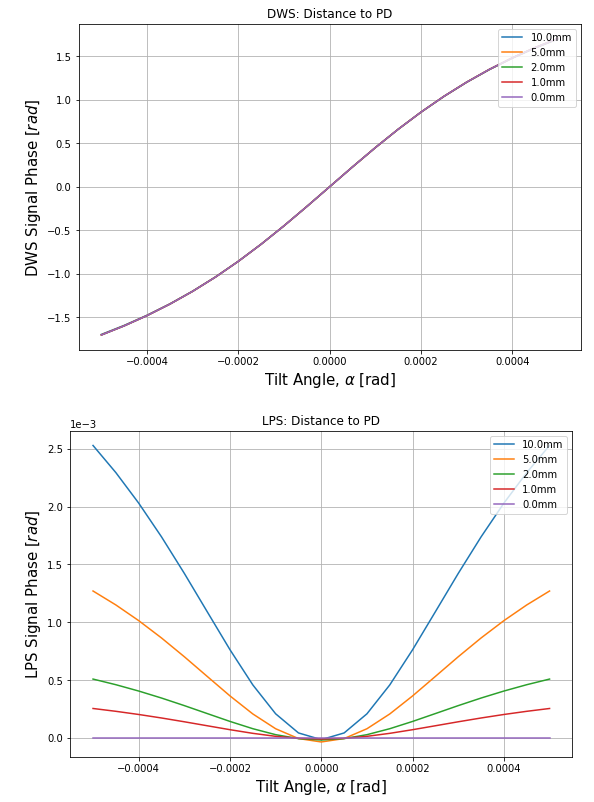 DWS: Distance to PD
10.0mm
5.0mm
2.0mm
1.0mm
0.0mm
1.5
1.0
0.5
0.0
−0.5
−1.0
−1.5
DWS Signal Phase [rad]
−0.0004 −0.0002 0.0000 0.0002 0.0004
Tilt Angle, α [rad]
LPS: Distance to PD
1e−3
10.0mm
5.0mm
2.0mm
1.0mm
0.0mm
2.5
2.0
1.5
1.0
0.5
0.0
LPS Signal Phase [rad]
−0.0004 −0.0002 0.0000 0.0002 0.0004
Tilt Angle, α [rad]